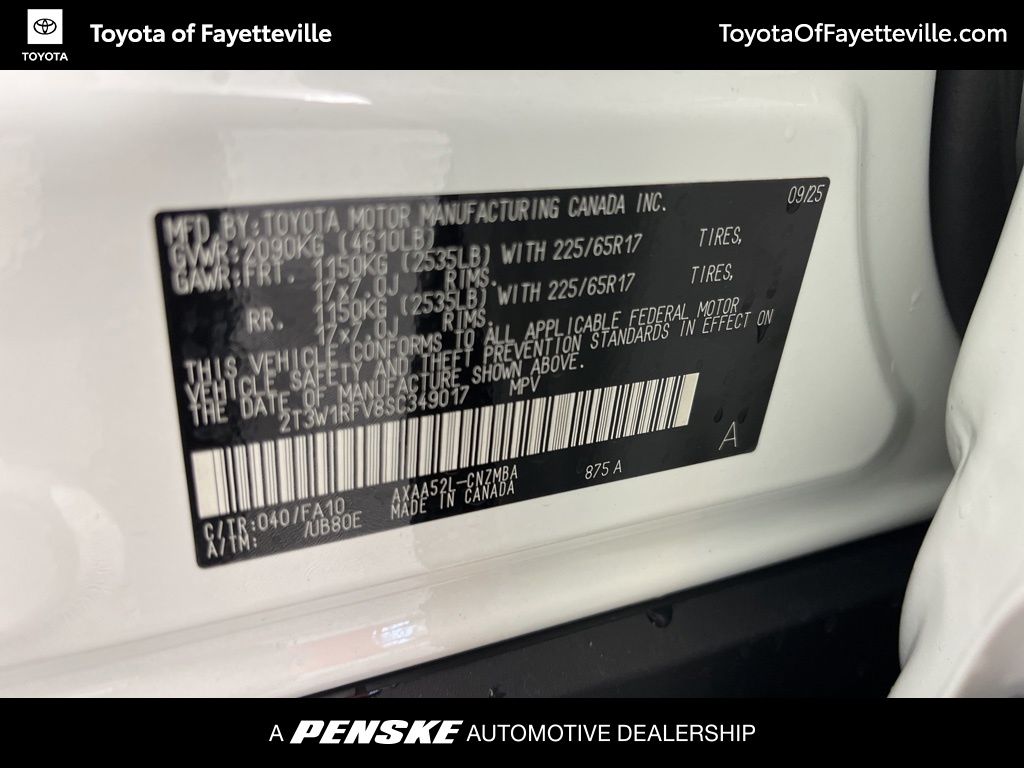 TOYOTA
Toyota of Fayetteville
ToyotaOfFayetteville.com
09/25
MFD BY:TOYOTA MOTOR MANUFACTURING CANADA INC.
GVWR:2090KG (4610LB)
GAWR:FRT. 1150KG (2535LB) WITH 225/65R17 TIRES,
17x7.0J RIMS.
RR. 1150KG (2535LB) WITH 225/65R17 TIRES,
17x7.0J RIMS.
THIS VEHICLE CONFORMS TO ALL APPLICABLE FEDERAL MOTOR
VEHICLE SAFETY AND THEFT PREVENTION STANDARDS IN EFFECT ON
THE DATE OF MANUFACTURE SHOWN ABOVE.
2T3W1RFV8SC349017 MPV
A
C/TR:040/FA10 AXAA52L-CNZMBA 875 A
A/TM: /UB80E MADE IN CANADA
A PENSKE AUTOMOTIVE DEALERSHIP